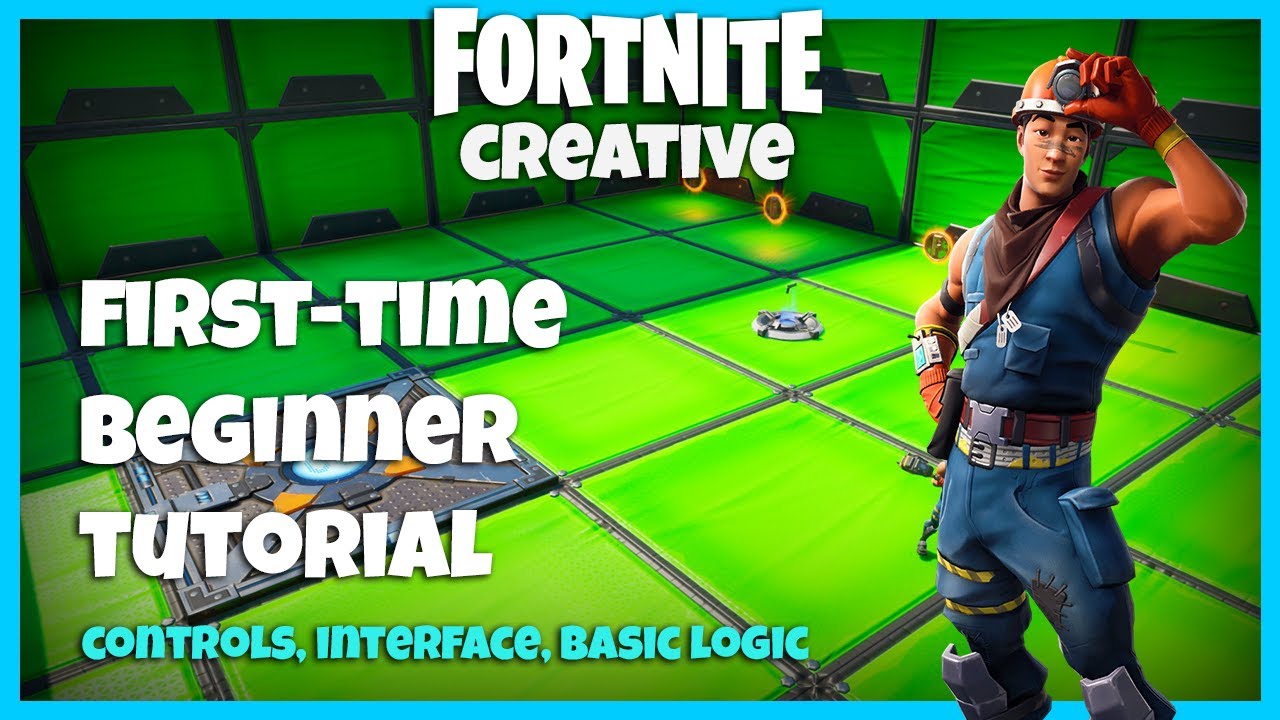 FORTNITE
CREATIVE
FIRST-TIME
BEGINNER
TUTORIAL
CONTROLS, INTERFACE, BASIC LOGIC